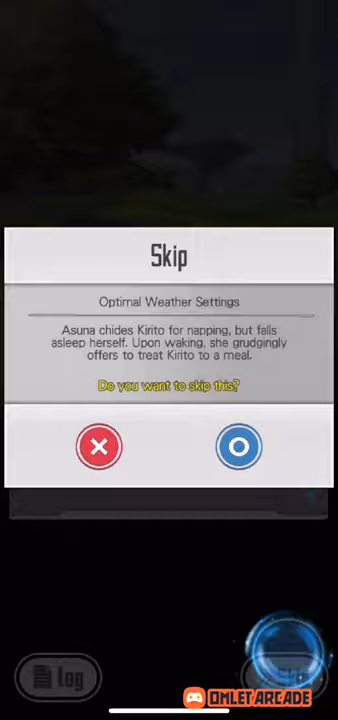 Skip
Optimal Weather Settings
Asuna chides Kirito for napping, but falls
asleep herself. Upon waking, she grudgingly
offers to treat Kirito to a meal.
Do you want to skip this?
Log
OMLET ARCADE